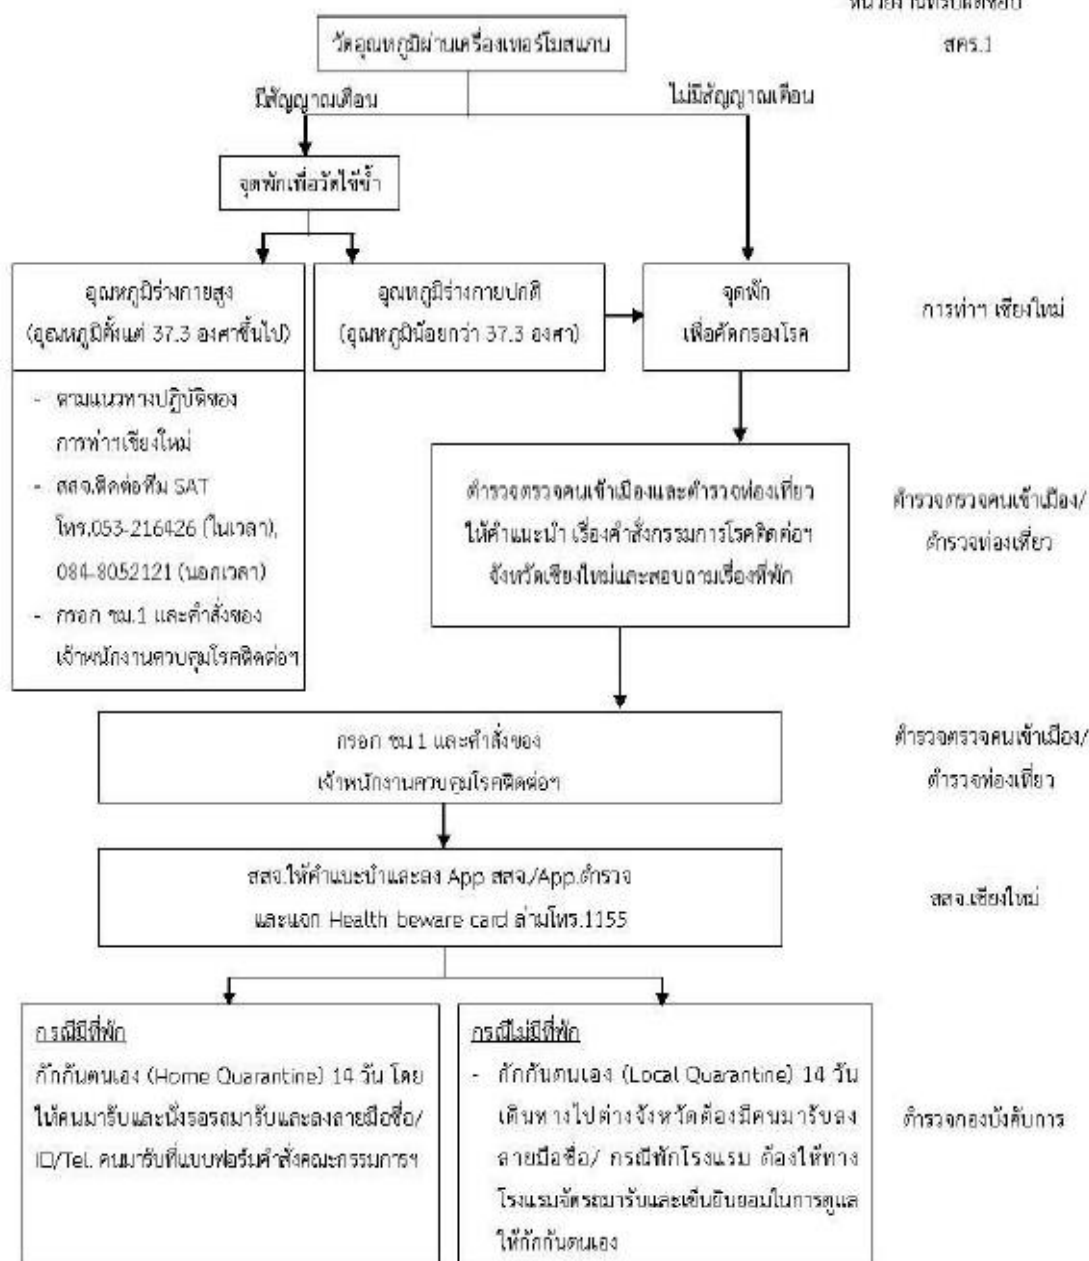 หน่วยงานที่รับผิดชอบ
สคร.1
วัดอุณหภูมิผ่านเครื่องเทอร์โมสแกน
มีสัญญาณเตือน
ไม่มีสัญญาณเตือน
จุดพักเพื่อวัดไข้ซ้ำ
อุณหภูมิร่างกายสูง
(อุณหภูมิตั้งแต่ 37.3 องศาขึ้นไป)
อุณหภูมิร่างกายปกติ
(อุณหภูมิน้อยกว่า 37.3 องศา)
จุดพัก
เพื่อคัดกรองโรค
การท่าฯ เชียงใหม่
- ตามแนวทางปฏิบัติของ
การท่าฯเชียงใหม่
- สสจ.ติดต่อทีม SAT
โทร.053-216426 (ในเวลา),
084-8052121 (นอกเวลา)
- กรอก ชม.1 และคำสั่งของ
เจ้าพนักงานควบคุมโรคติดต่อฯ
ตำรวจตรวจคนเข้าเมืองและตำรวจท่องเที่ยว
ให้คำแนะนำ เรื่องคำสั่งกรรมการโรคติดต่อฯ
จังหวัดเชียงใหม่และสอบถามเรื่องที่พัก
ตำรวจตรวจคนเข้าเมือง/
ตำรวจท่องเที่ยว
กรอก ชม.1 และคำสั่งของ
เจ้าพนักงานควบคุมโรคติดต่อฯ
ตำรวจตรวจคนเข้าเมือง/
ตำรวจท่องเที่ยว
สสจ.ให้คำแนะนำและลง App สสจ./App.ตำรวจ
และแจก Health beware card ล่ามโทร.1155
สสจ.เชียงใหม่
กรณีมีที่พัก
กักกันตนเอง (Home Quarantine) 14 วัน โดย
ให้คนมารับและนั่งรอรถมารับและลงลายมือชื่อ/
ID/Tel. คนมารับที่แบบฟอร์มคำสั่งคณะกรรมการฯ
กรณีไม่มีที่พัก
- กักกันตนเอง (Local Quarantine) 14 วัน
เดินทางไปต่างจังหวัดต้องมีคนมารับลง
ลายมือชื่อ/ กรณีพักโรงแรม ต้องให้ทาง
โรงแรมจัดรถมารับและเซ็นยินยอมในการดูแล
ให้กักกันตนเอง
ตำรวจกองบังคับการ